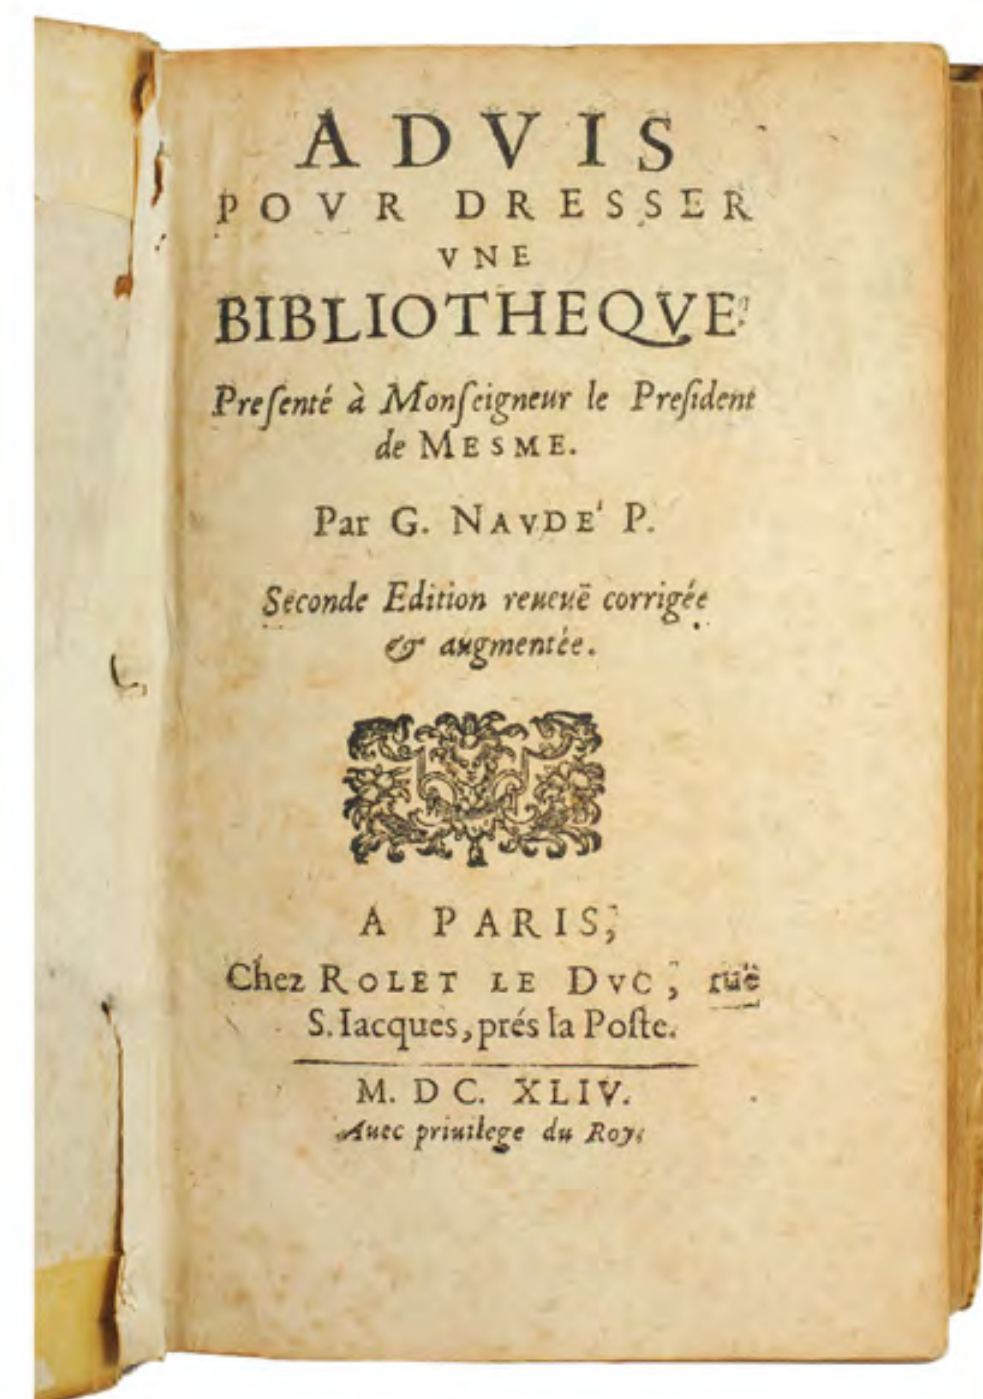 ADVIS
POVR DRESSER
VNE
BIBLIOTHEQVE.
Preſenté à Monſeigneur le Preſident
de MESME.
Par G. NAVDE' P.
Seconde Edition reueuë corrigée
& augmentée.
A PARIS,
Chez ROLET LE DVC, ruë
S. Iacques, prés la Poſte.
M. DC. XLIV.
Auec priuilege du Roy.